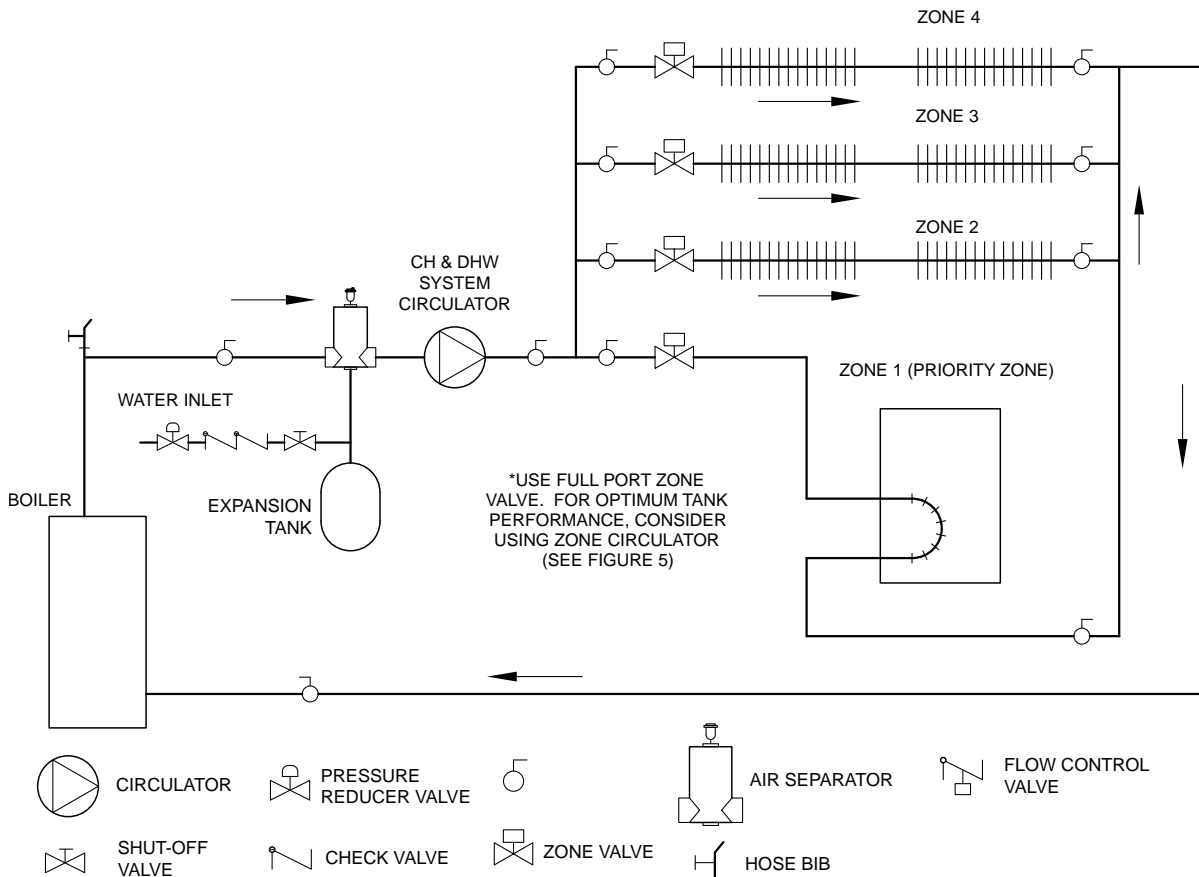 ZONE 4
ZONE 3
ZONE 2
CH & DHW
SYSTEM
CIRCULATOR
ZONE 1 (PRIORITY ZONE)
WATER INLET
BOILER
EXPANSION
TANK
*USE FULL PORT ZONE
VALVE. FOR OPTIMUM TANK
PERFORMANCE, CONSIDER
USING ZONE CIRCULATOR
(SEE FIGURE 5)
CIRCULATOR
PRESSURE
REDUCER VALVE
AIR SEPARATOR
FLOW CONTROL
VALVE
SHUT-OFF
VALVE
CHECK VALVE
ZONE VALVE
HOSE BIB